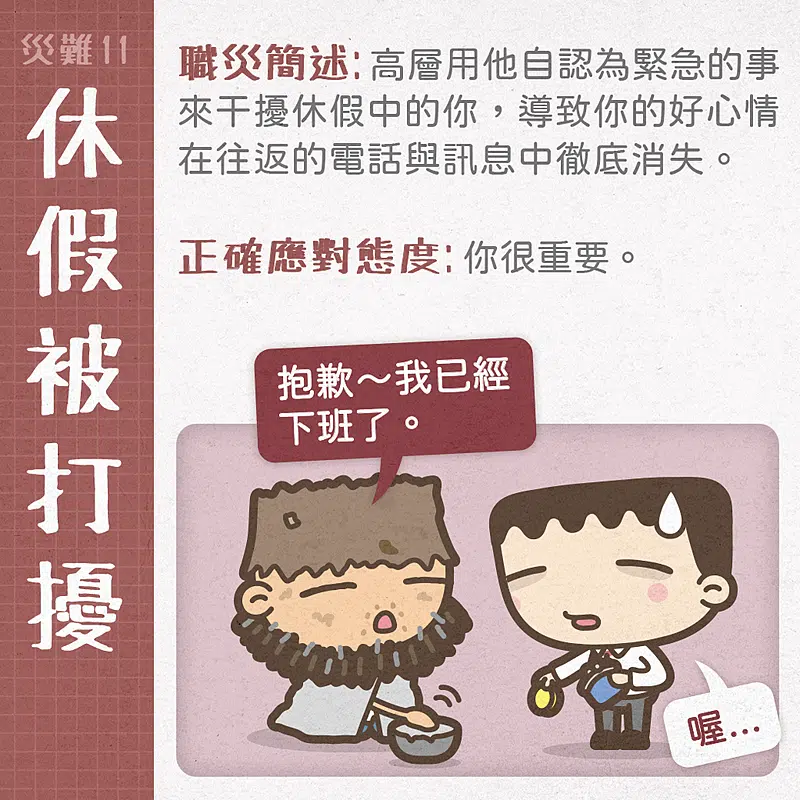 災難11
休假被打擾
職災簡述:高層用他自認為緊急的事
來干擾休假中的你，導致你的好心情
在往返的電話與訊息中徹底消失。
正確應對態度:你很重要。
抱歉～我已經
下班了。
喔...